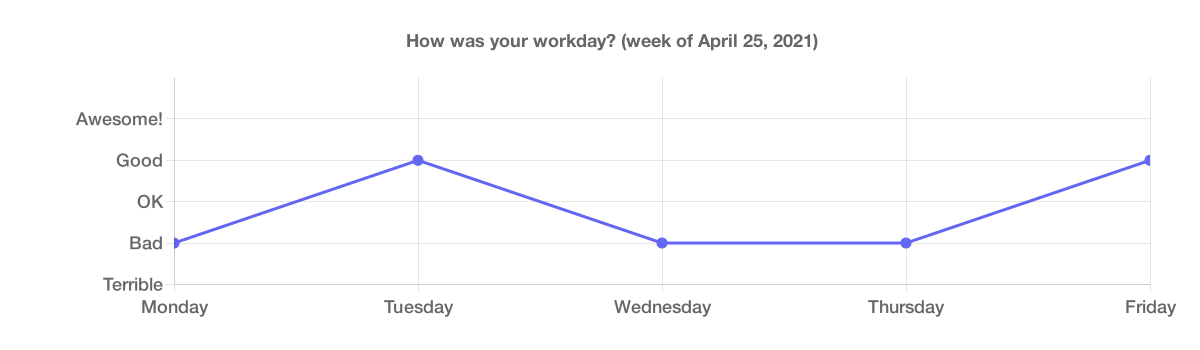 How was your workday? (week of April 25, 2021)
Awesome!
Good
OK
Bad
Terrible
Monday Tuesday Wednesday Thursday Friday